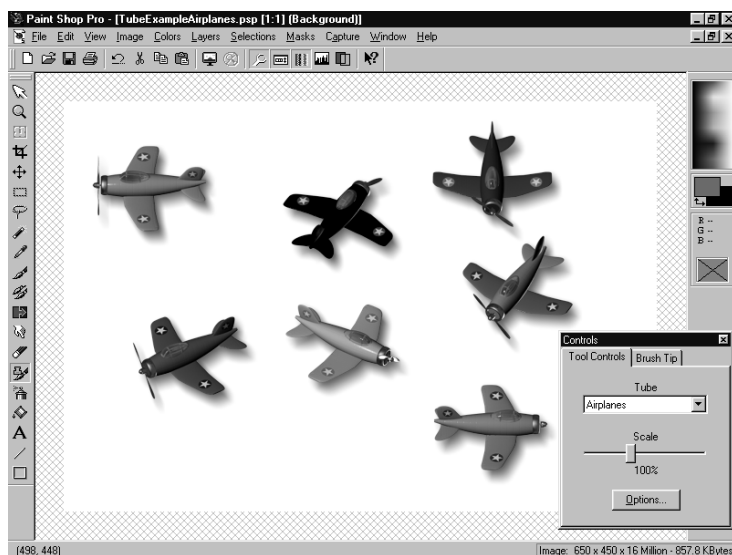 Paint Shop Pro - [TubeExampleAirplanes.psp [1:1] (Background)]
File Edit View Image Colors Layers Selections Masks Capture Window Help
R --
G --
B --
Controls
Tool Controls Brush Tip
Tube
Airplanes
Scale
100%
Options...
(498, 448) Image: 650 x 450 x 16 Million - 857.8 KBytes